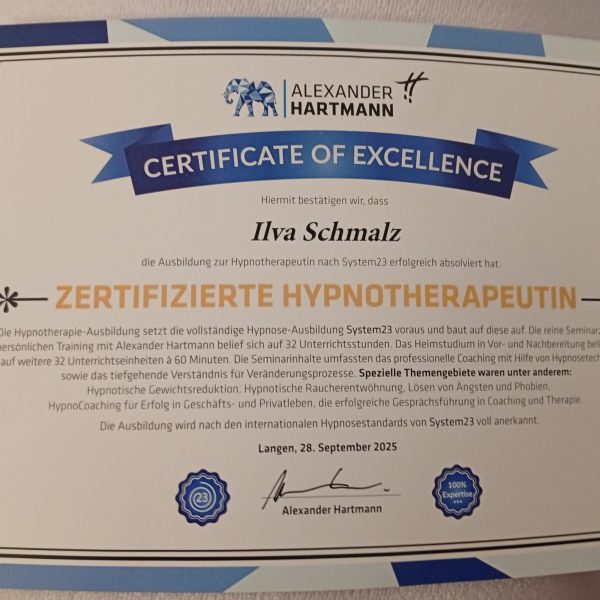 ALEXANDER
HARTMANN
CERTIFICATE OF EXCELLENCE
Hiermit bestätigen wir, dass
Ilva Schmalz
die Ausbildung zur Hypnotherapeutin nach System23 erfolgreich absolviert hat.
ZERTIFIZIERTE HYPNOTHERAPEUTIN
Die Hypnotherapie-Ausbildung setzt die vollständige Hypnose-Ausbildung System23 voraus und baut auf diese auf. Die reine
persönlichen Training mit Alexander Hartmann belief sich auf 32 Unterrichtsstunden. Das Heimstudium in Vor- und Nachbereitung
auf weitere 32 Unterrichtseinheiten à 60 Minuten. Die Seminarinhalte umfassten das professionelle Coaching mit Hilfe von
sowie das tiefgehende Verständnis für Veränderungsprozesse. Spezielle Themengebiete waren unter anderem:
Hypnotische Gewichtsreduktion, Hypnotische Raucherentwöhnung, Lösen von Ängsten und Phobien,
HypnoCoaching für Erfolg in Geschäfts- und Privatleben, die erfolgreiche Gesprächsführung in Coaching und Therapie.
Die Ausbildung wird nach den internationalen Hypnosestandards von System23 voll anerkannt.
Langen, 28. September 2025
23
100%
Expertise
Alexander Hartmann